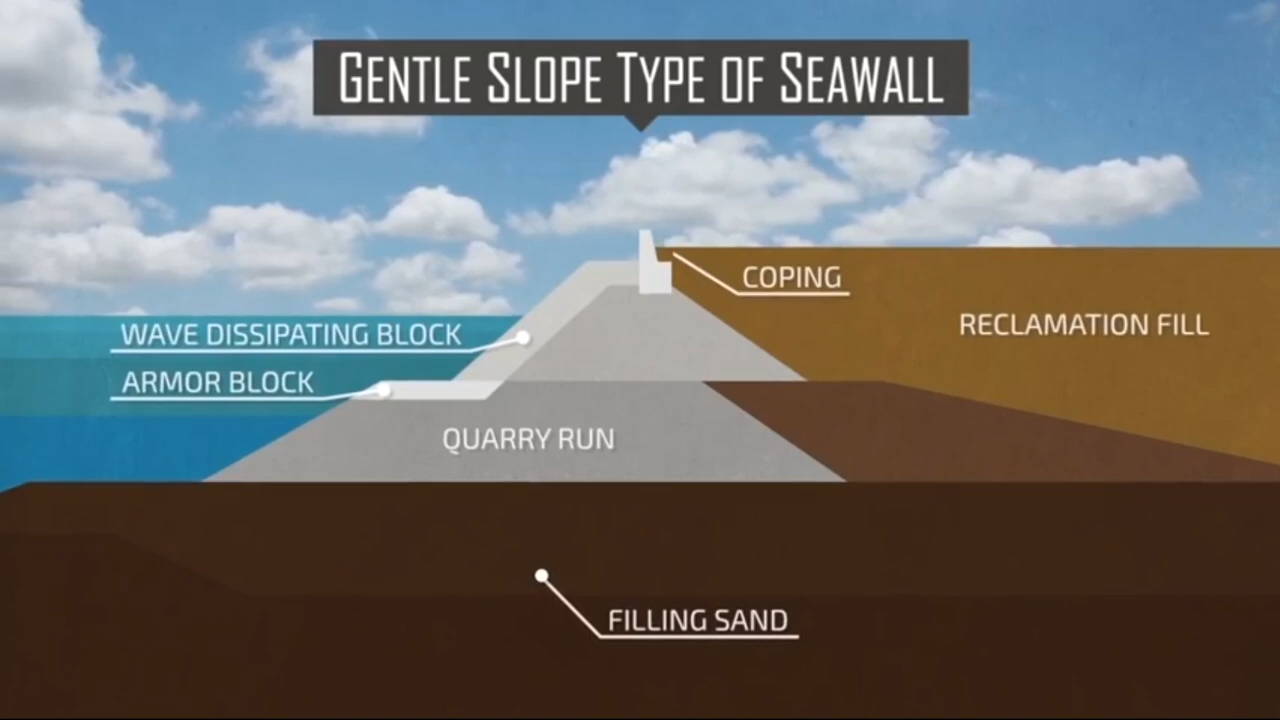 GENTLE SLOPE TYPE OF SEAWALL
COPING
RECLAMATION FILL
WAVE DISSIPATING BLOCK
ARMOR BLOCK
QUARRY RUN
FILLING SAND